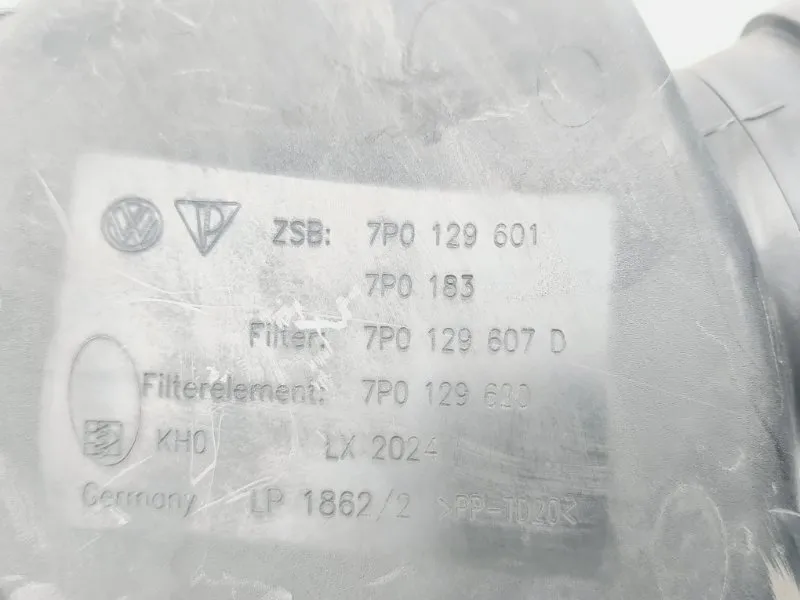 ZSB: 7P0 129 601
7P0 183
Filter: 7P0 129 607 D
Filterelement: 7P0 129 620
KHO LX 2024
Germany LP 1862/2 >PP-TD20<